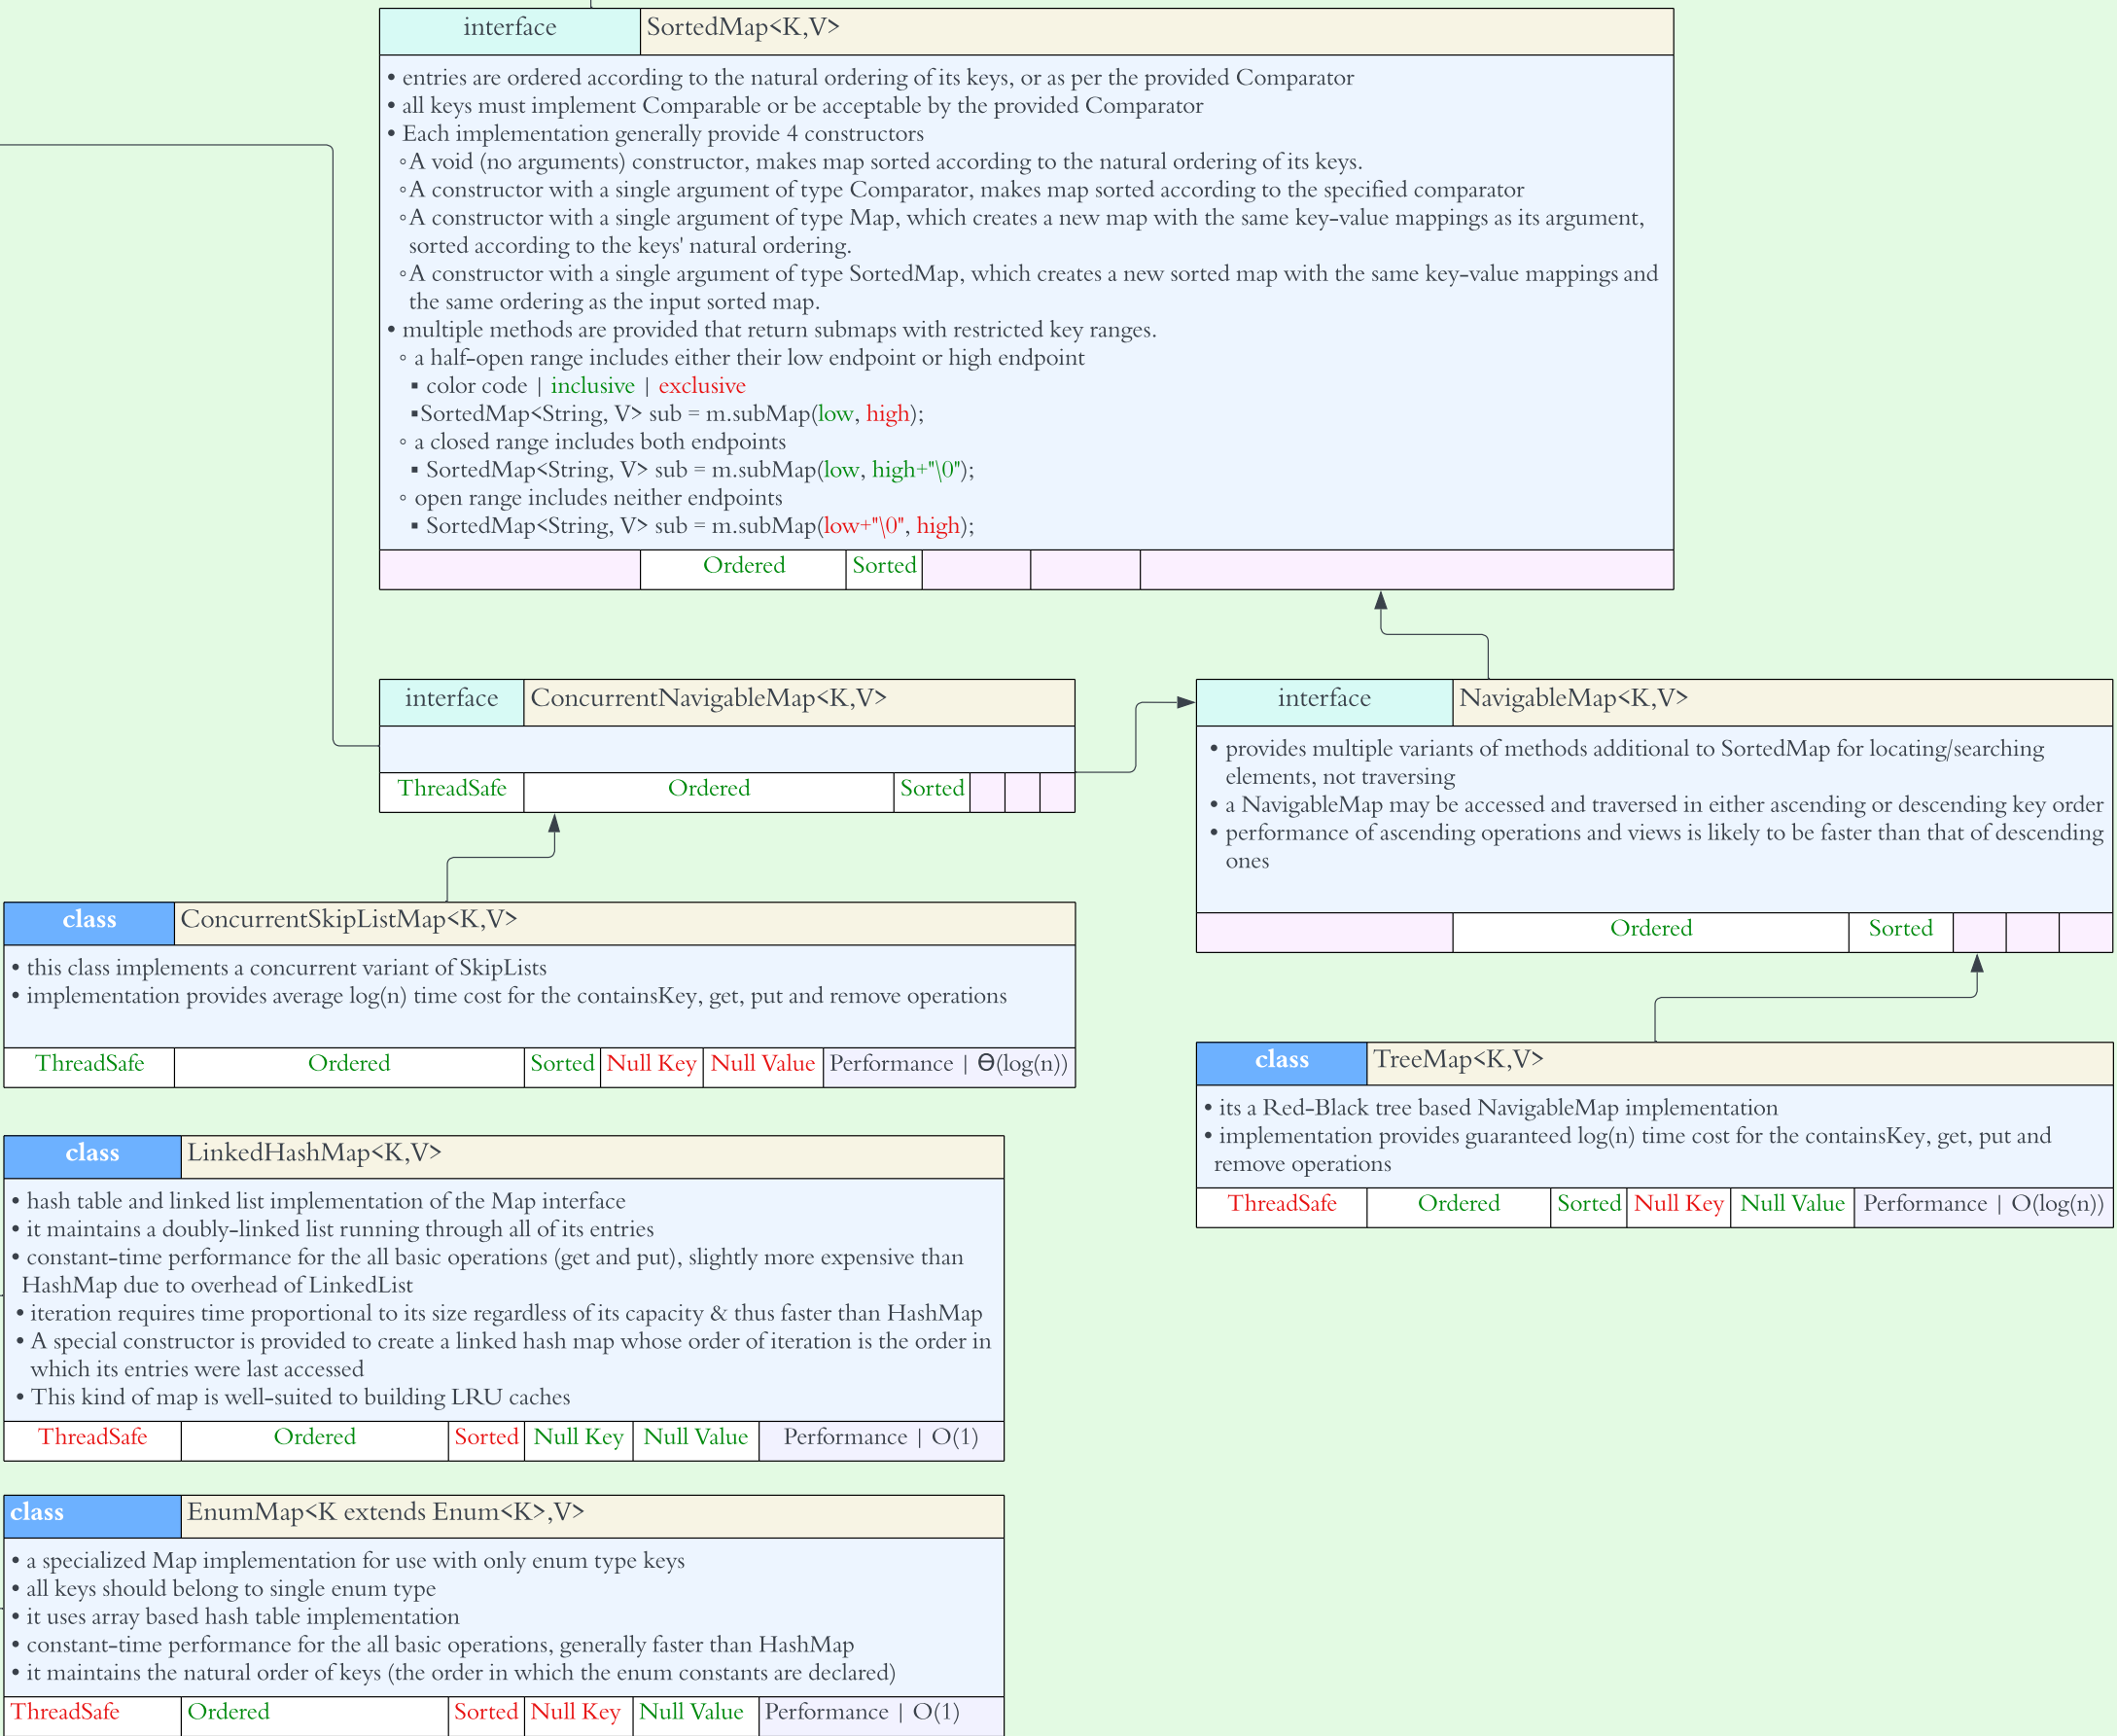 interface SortedMap<K,V>
• entries are ordered according to the natural ordering of its keys, or as per the provided Comparator
• all keys must implement Comparable or be acceptable by the provided Comparator
• Each implementation generally provide 4 constructors
◦A void (no arguments) constructor, makes map sorted according to the natural ordering of its keys.
◦A constructor with a single argument of type Comparator, makes map sorted according to the specified comparator
◦A constructor with a single argument of type Map, which creates a new map with the same key-value mappings as its argument,
sorted according to the keys' natural ordering.
◦A constructor with a single argument of type SortedMap, which creates a new sorted map with the same key-value mappings and
the same ordering as the input sorted map.
• multiple methods are provided that return submaps with restricted key ranges.
◦ a half-open range includes either their low endpoint or high endpoint
▪ color code | inclusive | exclusive
▪SortedMap<String, V> sub = m.subMap(low, high);
◦ a closed range includes both endpoints
▪ SortedMap<String, V> sub = m.subMap(low, high+"\0");
◦ open range includes neither endpoints
▪ SortedMap<String, V> sub = m.subMap(low+"\0", high);
Ordered Sorted
interface ConcurrentNavigableMap<K,V>
ThreadSafe Ordered Sorted
interface NavigableMap<K,V>
• provides multiple variants of methods additional to SortedMap for locating/searching
elements, not traversing
• a NavigableMap may be accessed and traversed in either ascending or descending key order
• performance of ascending operations and views is likely to be faster than that of descending
ones
Ordered Sorted
class ConcurrentSkipListMap<K,V>
• this class implements a concurrent variant of SkipLists
• implementation provides average log(n) time cost for the containsKey, get, put and remove operations
ThreadSafe Ordered Sorted Null Key Null Value Performance | Θ(log(n))
class TreeMap<K,V>
• its a Red-Black tree based NavigableMap implementation
• implementation provides guaranteed log(n) time cost for the containsKey, get, put and
remove operations
ThreadSafe Ordered Sorted Null Key Null Value Performance | O(log(n))
class LinkedHashMap<K,V>
• hash table and linked list implementation of the Map interface
• it maintains a doubly-linked list running through all of its entries
• constant-time performance for the all basic operations (get and put), slightly more expensive than
HashMap due to overhead of LinkedList
• iteration requires time proportional to its size regardless of its capacity & thus faster than HashMap
• A special constructor is provided to create a linked hash map whose order of iteration is the order in
which its entries were last accessed
• This kind of map is well-suited to building LRU caches
ThreadSafe Ordered Sorted Null Key Null Value Performance | O(1)
class EnumMap<K extends Enum<K>,V>
• a specialized Map implementation for use with only enum type keys
• all keys should belong to single enum type
• it uses array based hash table implementation
• constant-time performance for the all basic operations, generally faster than HashMap
• it maintains the natural order of keys (the order in which the enum constants are declared)
ThreadSafe Ordered Sorted Null Key Null Value Performance | O(1)